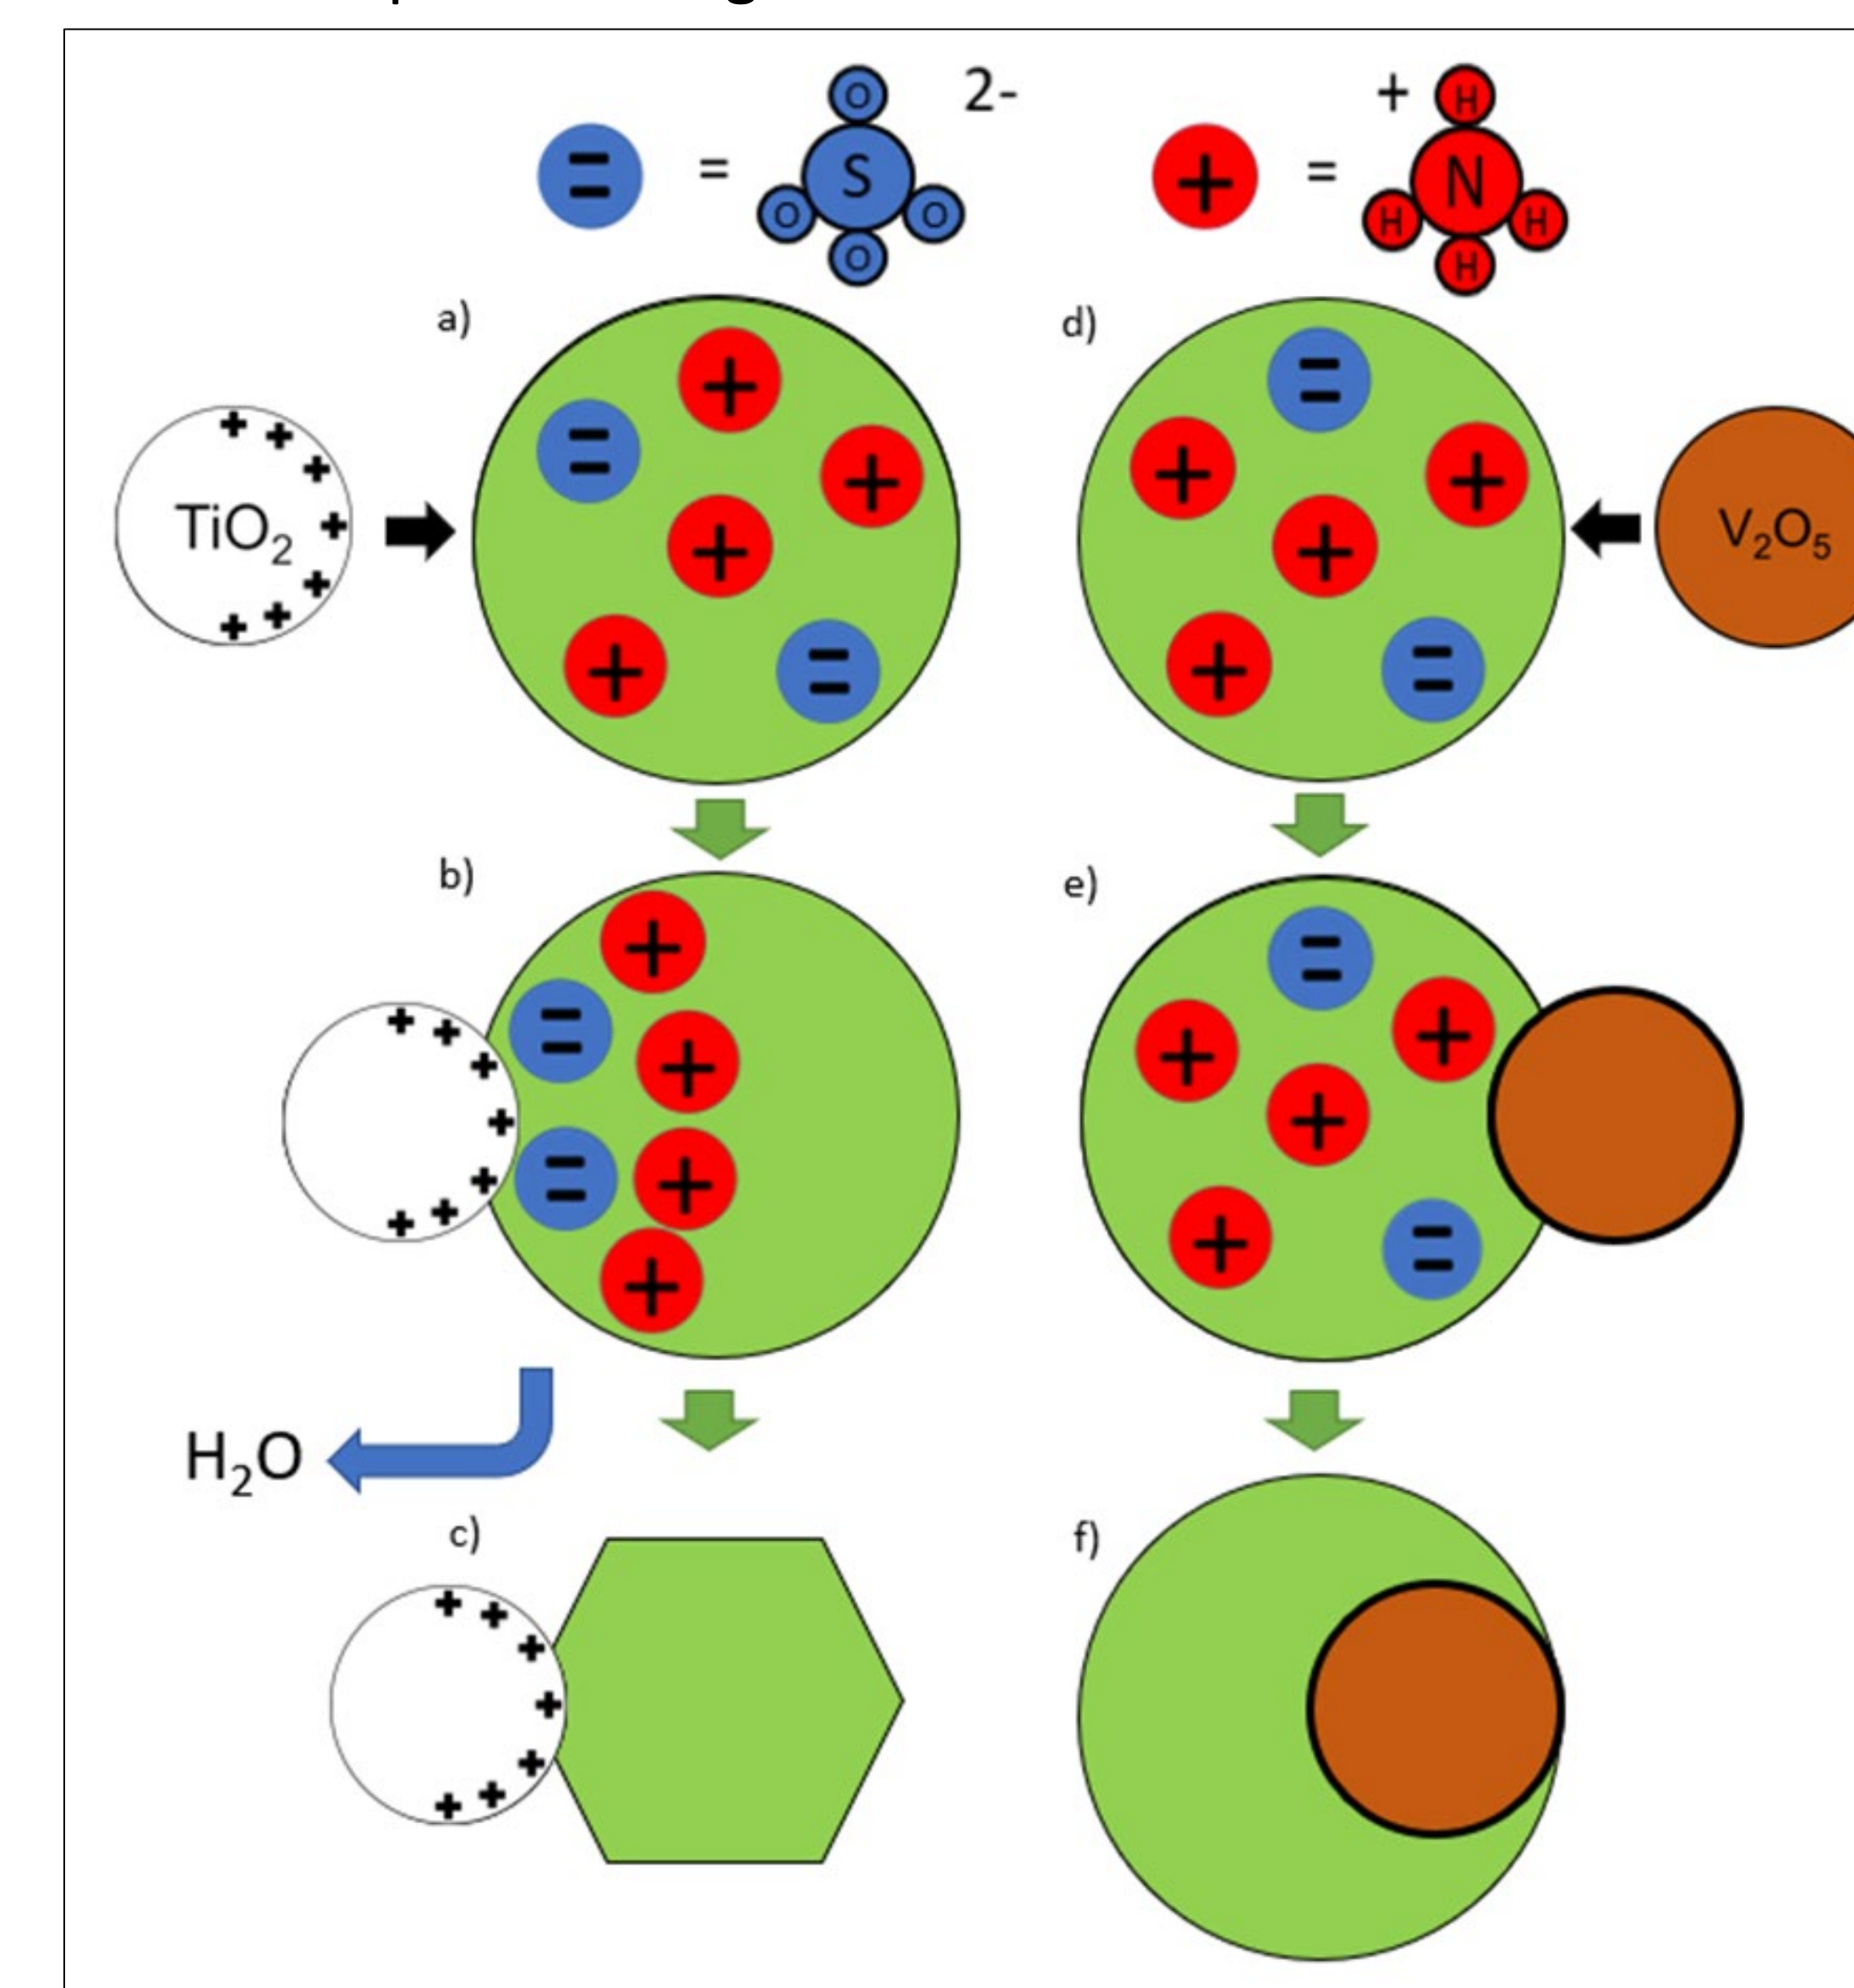 = = O S O O O 2- + = + N H H H H
a) d)
TiO₂ V₂O₅
b) e)
H₂O
c) f)